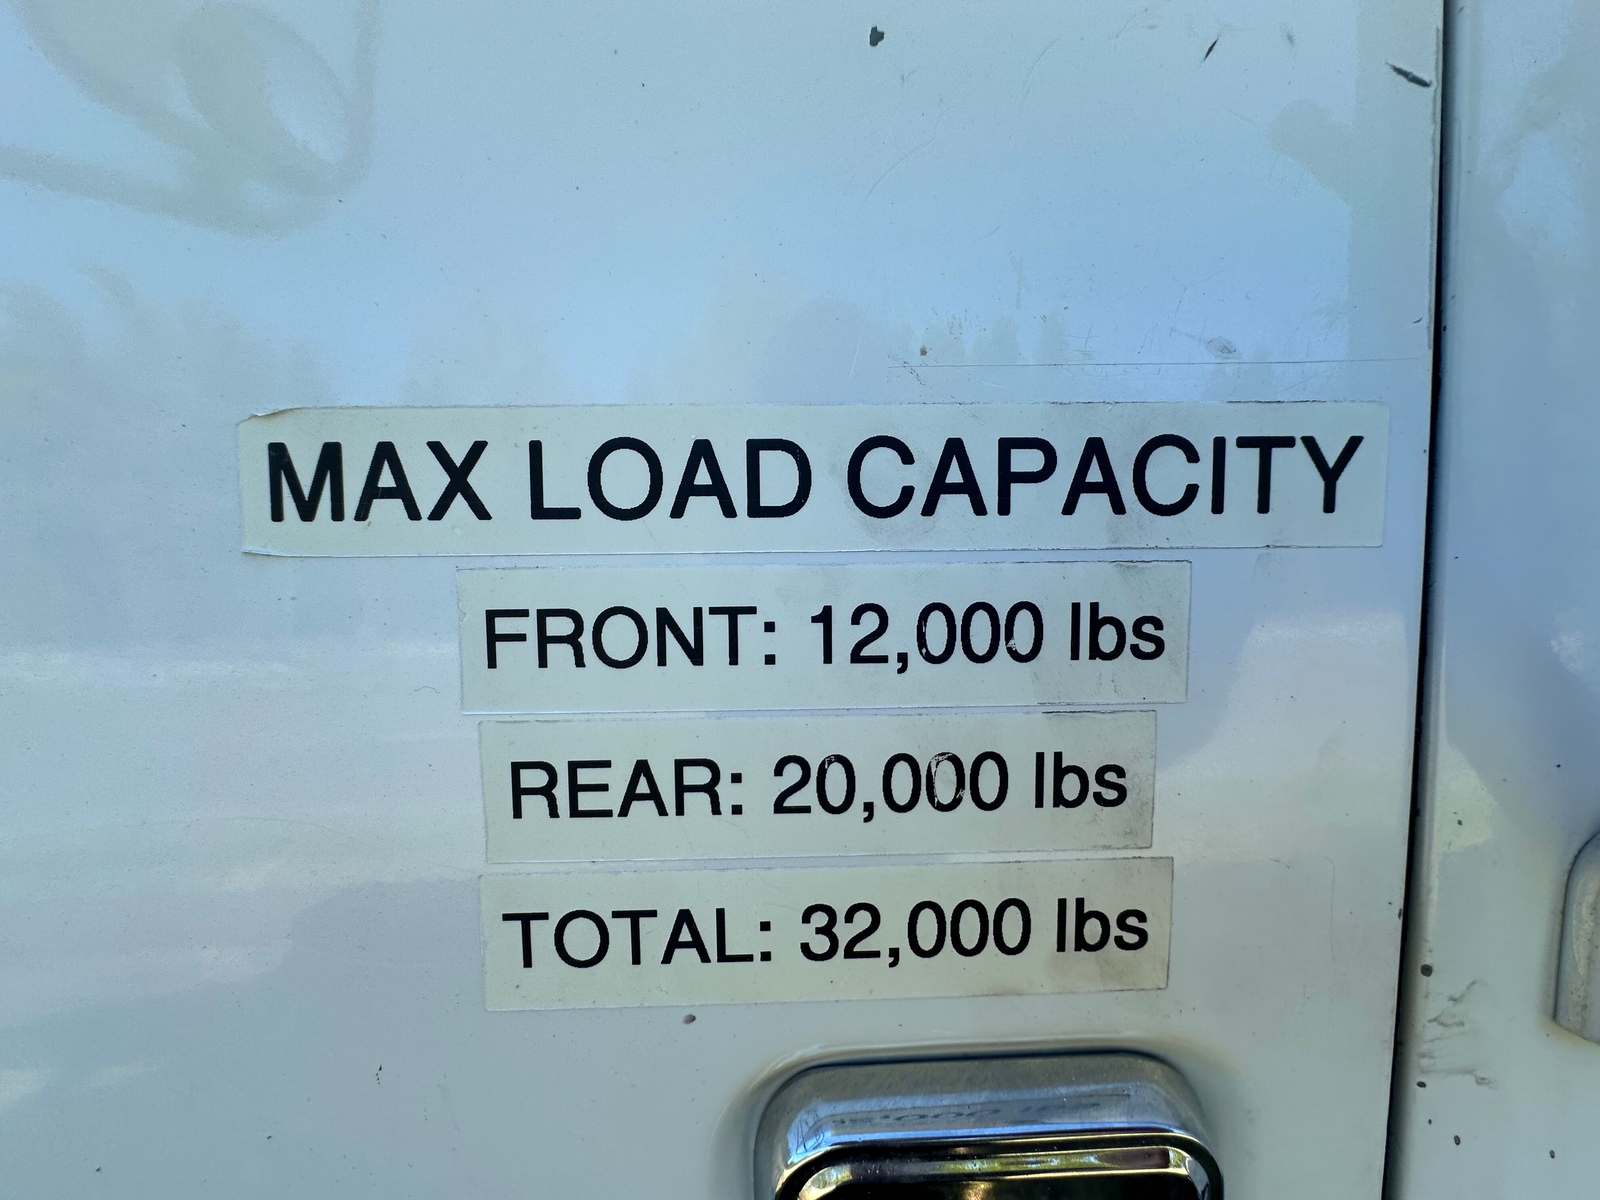 MAX LOAD CAPACITY
FRONT: 12,000 lbs
REAR: 20,000 lbs
TOTAL: 32,000 lbs